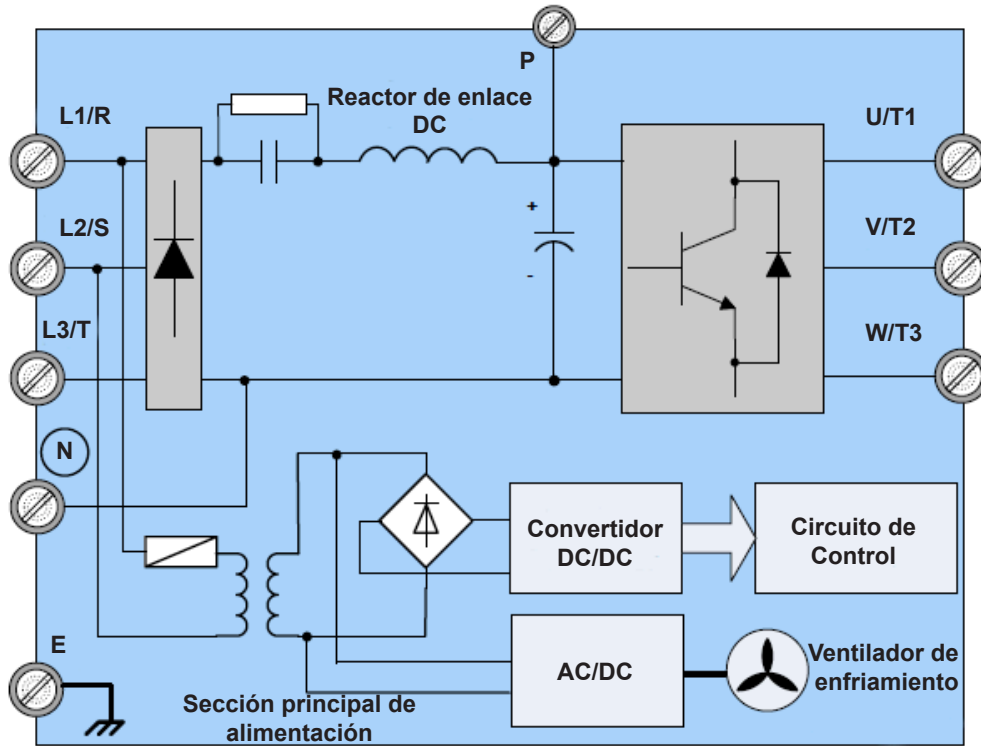 P
Reactor de enlace
DC
L1/R
U/T1
L2/S
V/T2
+
-
L3/T
W/T3
N
Convertidor
DC/DC
Circuito de
Control
E
AC/DC
Ventilador de
enfriamiento
Sección principal de
alimentación